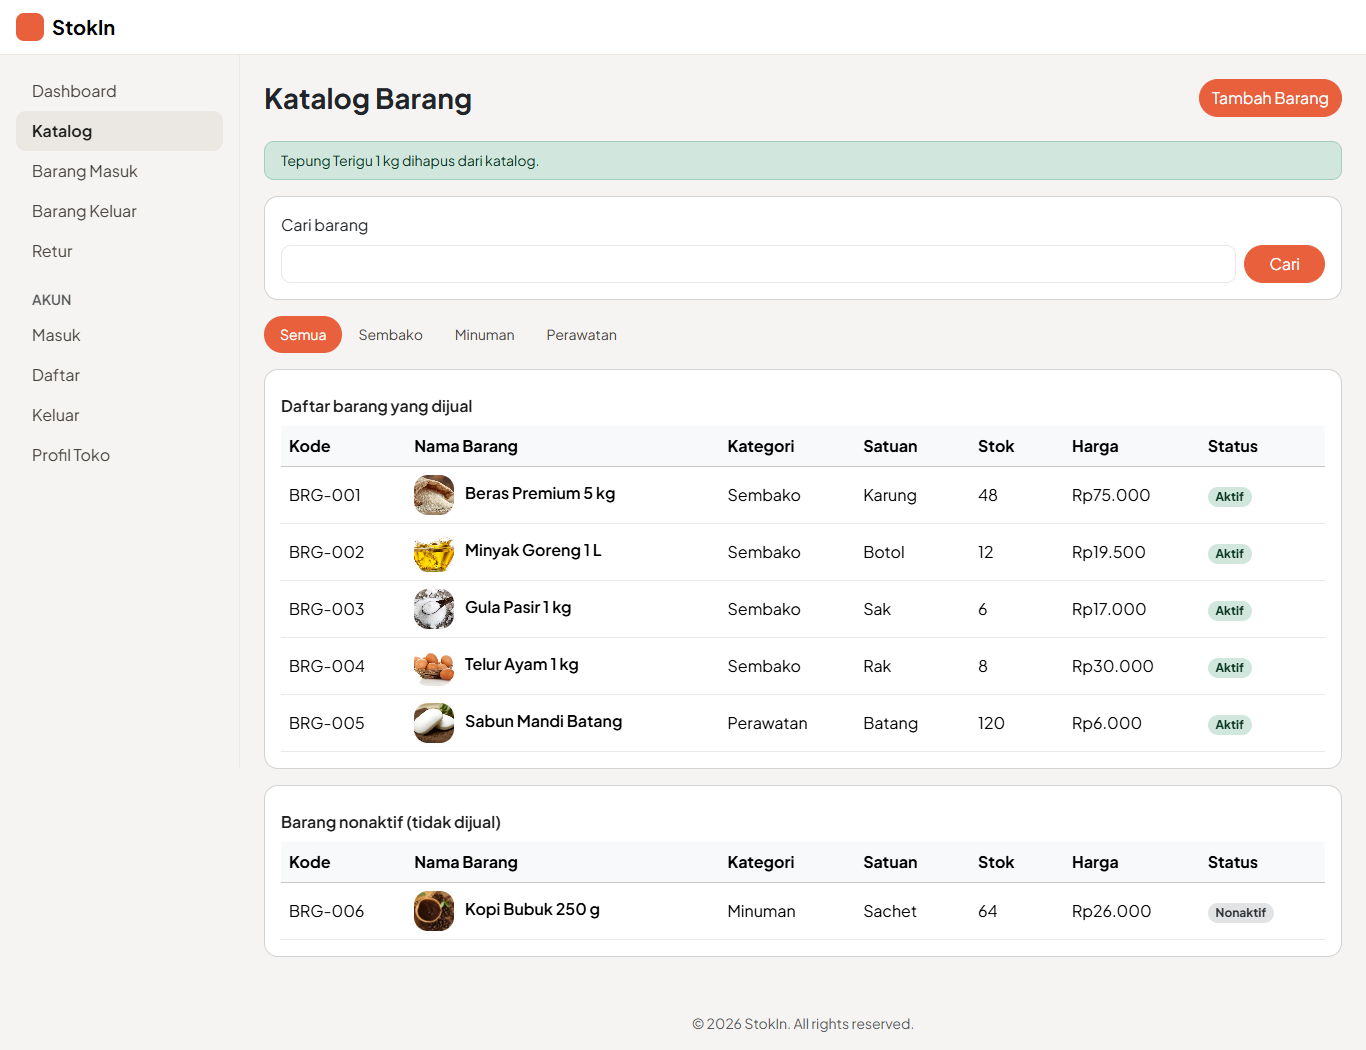 StokIn
Dashboard
Katalog
Barang Masuk
Barang Keluar
Retur
AKUN
Masuk
Daftar
Keluar
Profil Toko
Katalog Barang
Tambah Barang
Tepung Terigu 1 kg dihapus dari katalog.
Cari barang
Cari
Semua Sembako Minuman Perawatan
Daftar barang yang dijual
Kode Nama Barang Kategori Satuan Stok Harga Status
BRG-001 Beras Premium 5 kg Sembako Karung 48 Rp75.000 Aktif
BRG-002 Minyak Goreng 1 L Sembako Botol 12 Rp19.500 Aktif
BRG-003 Gula Pasir 1 kg Sembako Sak 6 Rp17.000 Aktif
BRG-004 Telur Ayam 1 kg Sembako Rak 8 Rp30.000 Aktif
BRG-005 Sabun Mandi Batang Perawatan Batang 120 Rp6.000 Aktif
Barang nonaktif (tidak dijual)
Kode Nama Barang Kategori Satuan Stok Harga Status
BRG-006 Kopi Bubuk 250 g Minuman Sachet 64 Rp26.000 Nonaktif
© 2026 StokIn. All rights reserved.